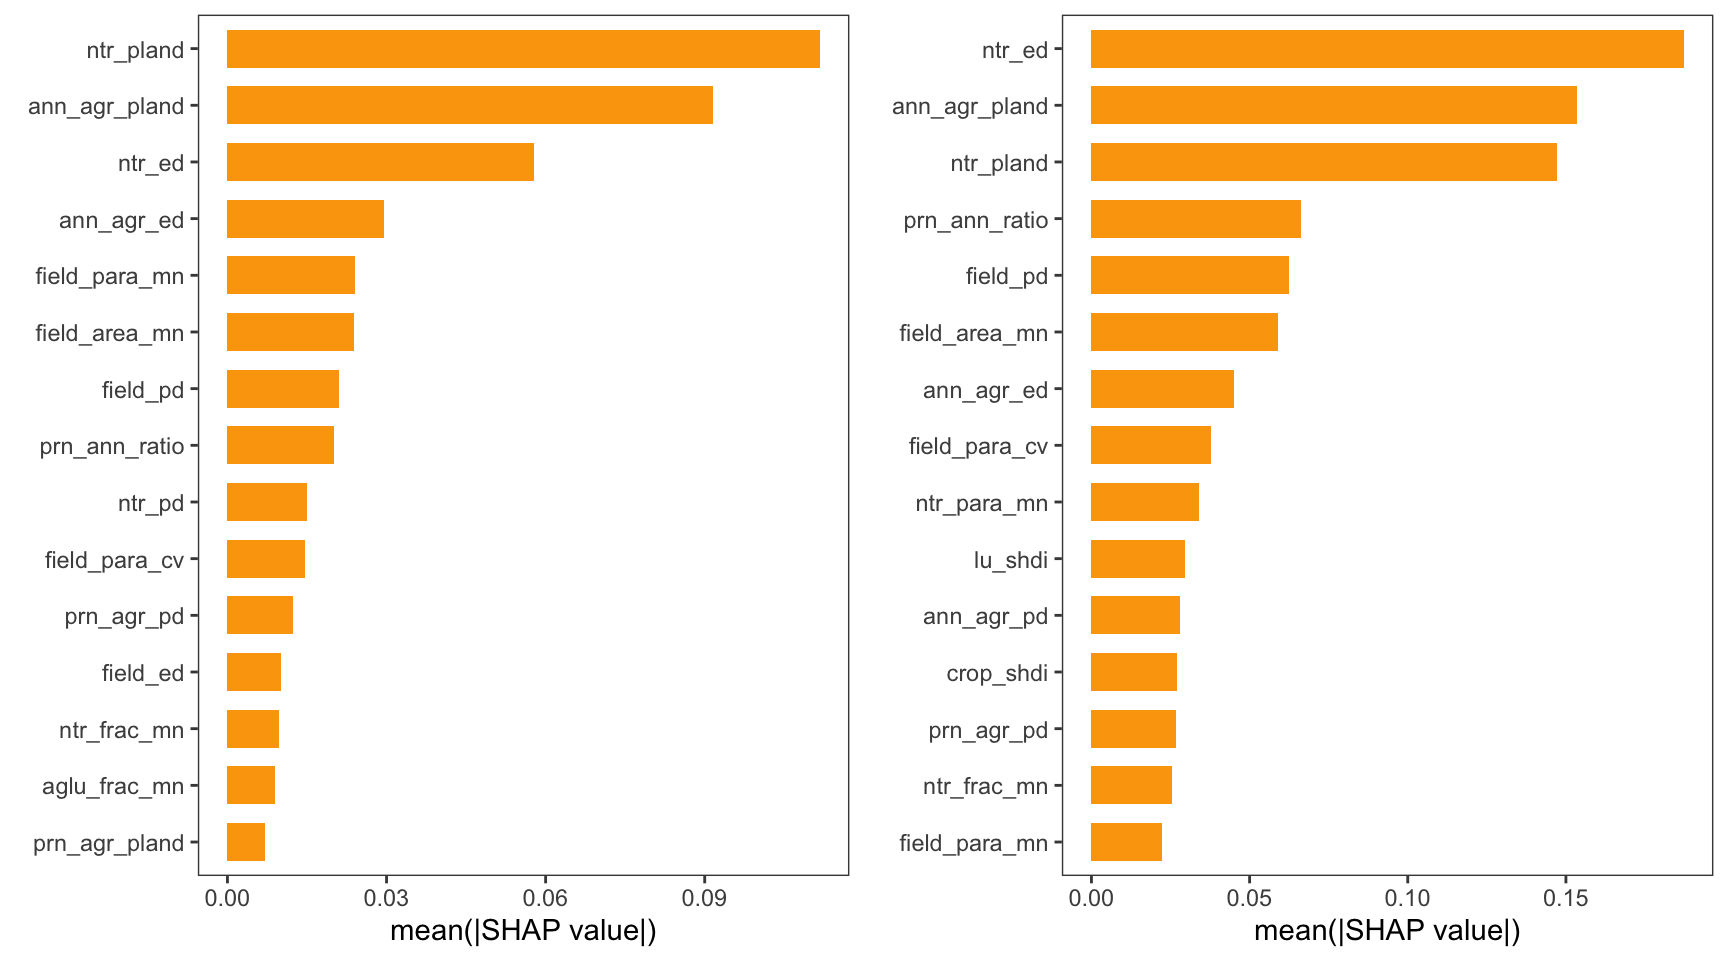 ntr_pland
ann_agr_pland
ntr_ed
ann_agr_ed
field_para_mn
field_area_mn
field_pd
prn_ann_ratio
ntr_pd
field_para_cv
prn_agr_pd
field_ed
ntr_frac_mn
aglu_frac_mn
prn_agr_pland
0.00 0.03 0.06 0.09
mean(|SHAP value|)
ntr_ed
ann_agr_pland
ntr_pland
prn_ann_ratio
field_pd
field_area_mn
ann_agr_ed
field_para_cv
ntr_para_mn
lu_shdi
ann_agr_pd
crop_shdi
prn_agr_pd
ntr_frac_mn
field_para_mn
0.00 0.05 0.10 0.15
mean(|SHAP value|)